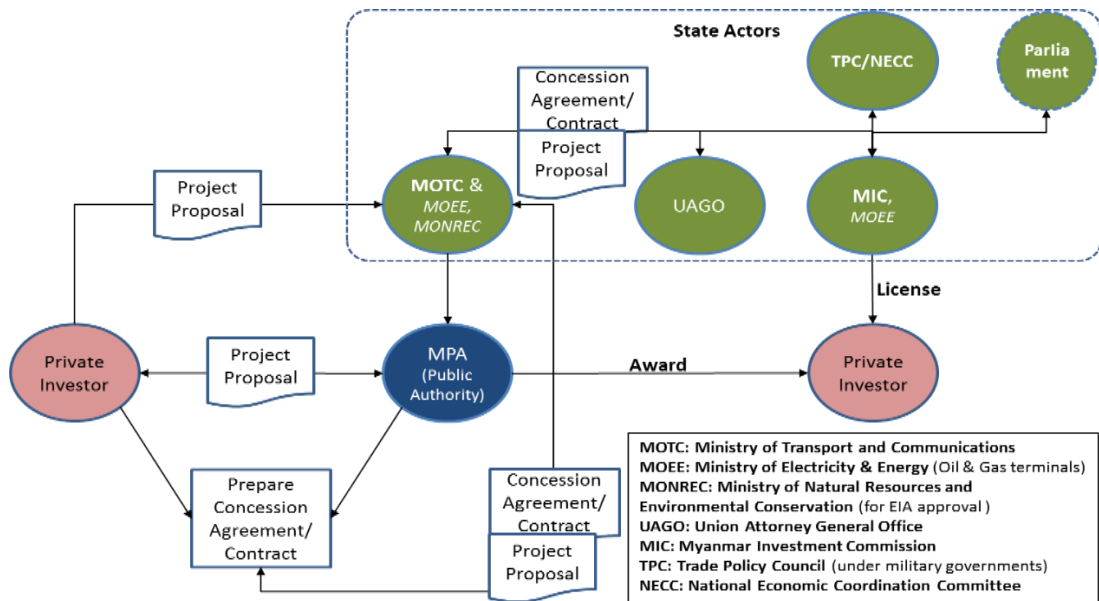 State Actors
TPC/NECC
Parlia
ment
Concession
Agreement/
Contract
Project
Proposal
Project
Proposal
MOTC &
MOEE,
MONREC
UAGO
MIC,
MOEE
License
Private
Investor
Project
Proposal
MPA
(Public
Authority)
Award
Private
Investor
Prepare
Concession
Agreement/
Contract
Concession
Agreement/
Contract
Project
Proposal
MOTC: Ministry of Transport and Communications
MOEE: Ministry of Electricity & Energy (Oil & Gas terminals)
MONREC: Ministry of Natural Resources and
Environmental Conservation (for EIA approval )
UAGO: Union Attorney General Office
MIC: Myanmar Investment Commission
TPC: Trade Policy Council (under military governments)
NECC: National Economic Coordination Committee